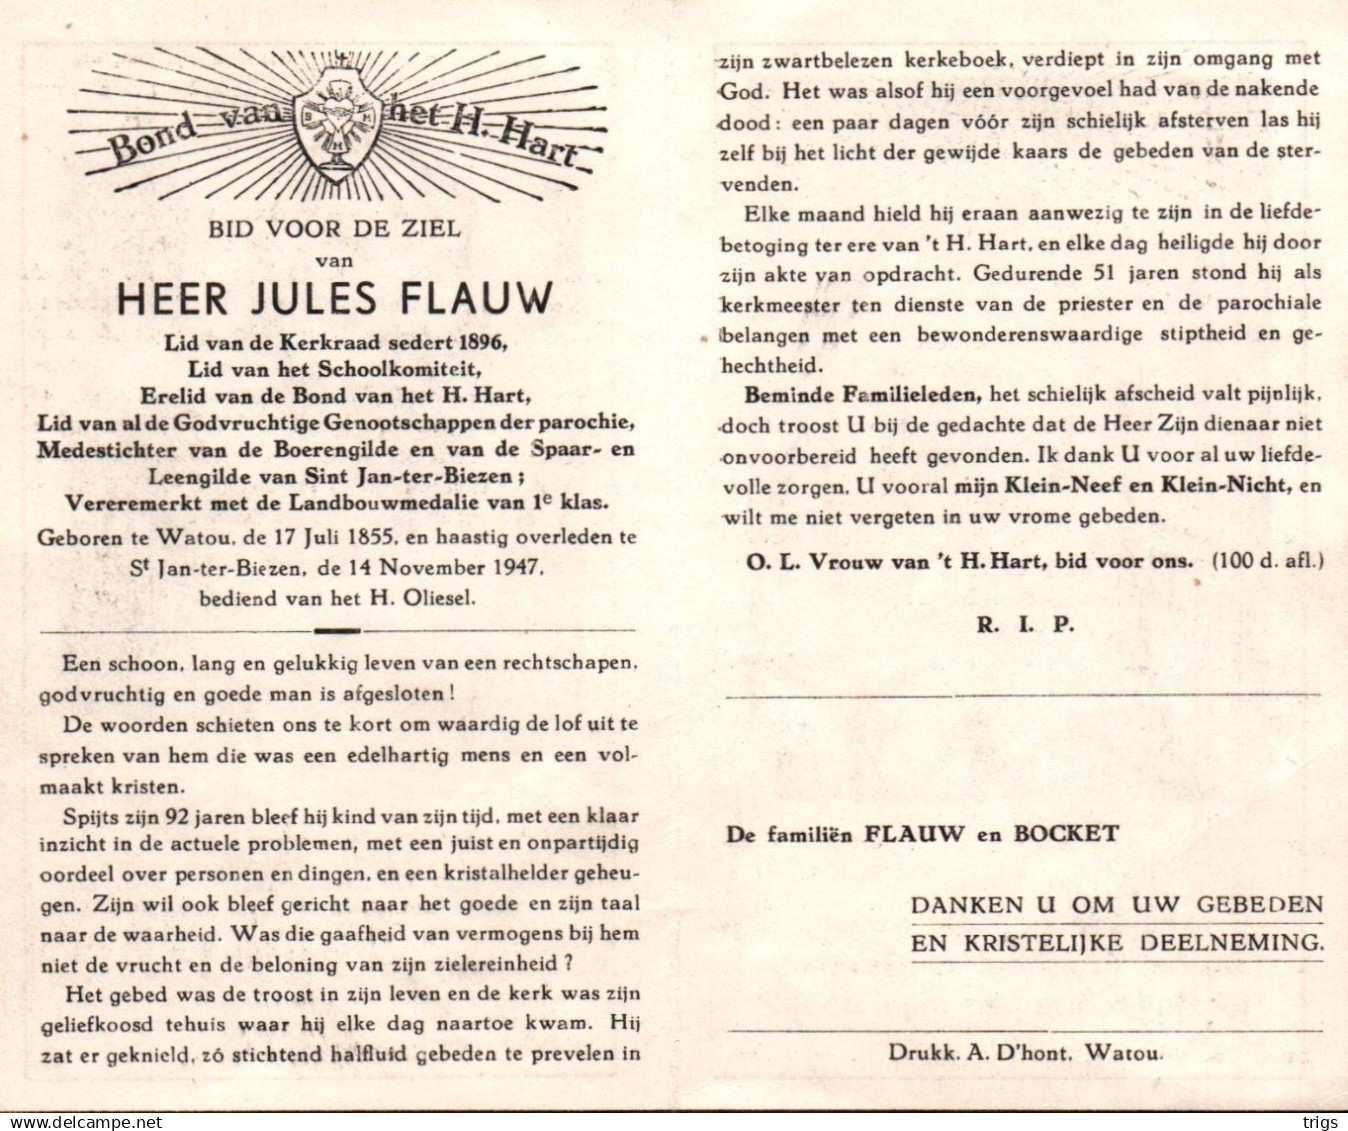 Bond van het H. Hart
BID VOOR DE ZIEL
van
HEER JULES FLAUW
Lid van de Kerkraad sedert 1896,
Lid van het Schoolkomiteit,
Erelid van de Bond van het H. Hart,
Lid van al de Godvruchtige Genootschappen der parochie,
Medestichter van de Boerengilde en van de Spaar- en
Leengilde van Sint Jan-ter-Biezen ;
Vereremerkt met de Landbouwmedalie van 1e klas.
Geboren te Watou, de 17 Juli 1855, en haastig overleden te
St Jan-ter-Biezen, de 14 November 1947,
bediend van het H. Oliesel.
Een schoon, lang en gelukkig leven van een rechtschapen,
godvruchtig en goede man is afgesloten !
De woorden schieten ons te kort om waardig de lof uit te
spreken van hem die was een edelhartig mens en een vol-
maakt kristen.
Spijts zijn 92 jaren bleef hij kind van zijn tijd, met een klaar
inzicht in de actuele problemen, met een juist en onpartijdig
oordeel over personen en dingen, en een kristalhelder geheu-
gen. Zijn wil ook bleef gericht naar het goede en zijn taal
naar de waarheid. Was die gaafheid van vermogens bij hem
niet de vrucht en de beloning van zijn zielereinheid ?
Het gebed was de troost in zijn leven en de kerk was zijn
geliefkoosd tehuis waar hij elke dag naartoe kwam. Hij
zat er geknield, zó stichtend halfluid gebeden te prevelen in
zijn zwartbelezen kerkeboek, verdiept in zijn omgang met
God. Het was alsof hij een voorgevoel had van de nakende
dood : een paar dagen vóór zijn schielijk afsterven las hij
zelf bij het licht der gewijde kaars de gebeden van de ster-
venden.
Elke maand hield hij eraan aanwezig te zijn in de liefde-
betoging ter ere van 't H. Hart, en elke dag heiligde hij door
zijn akte van opdracht. Gedurende 51 jaren stond hij als
kerkmeester ten dienste van de priester en de parochiale
belangen met een bewonderenswaardige stiptheid en ge-
hechtheid.
Beminde Familieleden, het schielijk afscheid valt pijnlijk,
doch troost U bij de gedachte dat de Heer Zijn dienaar niet
onvoorbereid heeft gevonden. Ik dank U voor al uw liefde-
volle zorgen, U vooral mijn Klein-Neef en Klein-Nicht, en
wilt me niet vergeten in uw vrome gebeden.
O. L. Vrouw van 't H. Hart, bid voor ons. (100 d. afl.)
R. I. P.
De familiën FLAUW en BOCKET
DANKEN U OM UW GEBEDEN
EN KRISTELIJKE DEELNEMING.
Drukk. A. D'hont, Watou.
www.delcampe.net
trigs